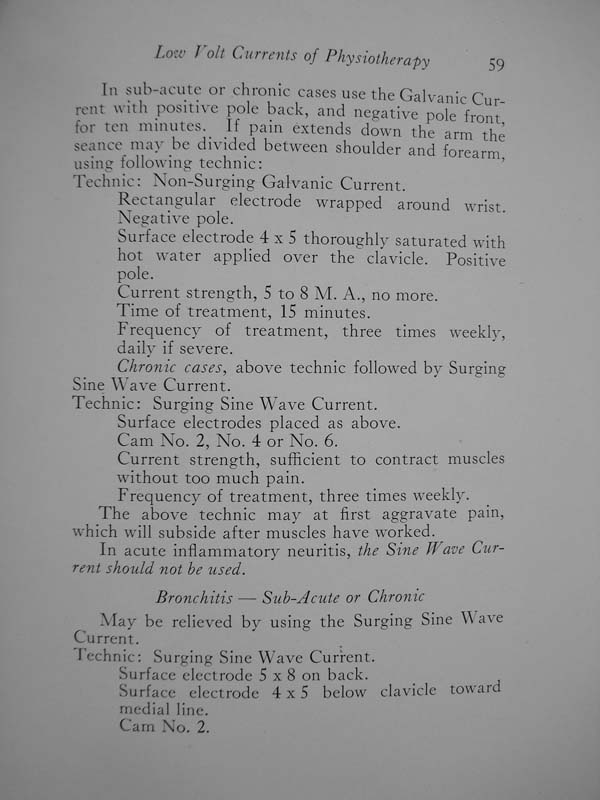 Low Volt Currents of Physiotherapy 59
In sub-acute or chronic cases use the Galvanic Cur-
rent with positive pole back, and negative pole front,
for ten minutes. If pain extends down the arm the
seance may be divided between shoulder and forearm,
using following technic:
Technic: Non-Surging Galvanic Current.
Rectangular electrode wrapped around wrist.
Negative pole.
Surface electrode 4 x 5 thoroughly saturated with
hot water applied over the clavicle. Positive
pole.
Current strength, 5 to 8 M. A., no more.
Time of treatment, 15 minutes.
Frequency of treatment, three times weekly,
daily if severe.
Chronic cases, above technic followed by Surging
Sine Wave Current.
Technic: Surging Sine Wave Current.
Surface electrodes placed as above.
Cam No. 2, No. 4 or No. 6.
Current strength, sufficient to contract muscles
without too much pain.
Frequency of treatment, three times weekly.
The above technic may at first aggravate pain,
which will subside after muscles have worked.
In acute inflammatory neuritis, the Sine Wave Cur-
rent should not be used.
Bronchitis — Sub-Acute or Chronic
May be relieved by using the Surging Sine Wave
Current.
Technic: Surging Sine Wave Current.
Surface electrode 5 x 8 on back.
Surface electrode 4 x 5 below clavicle toward
medial line.
Cam No. 2.